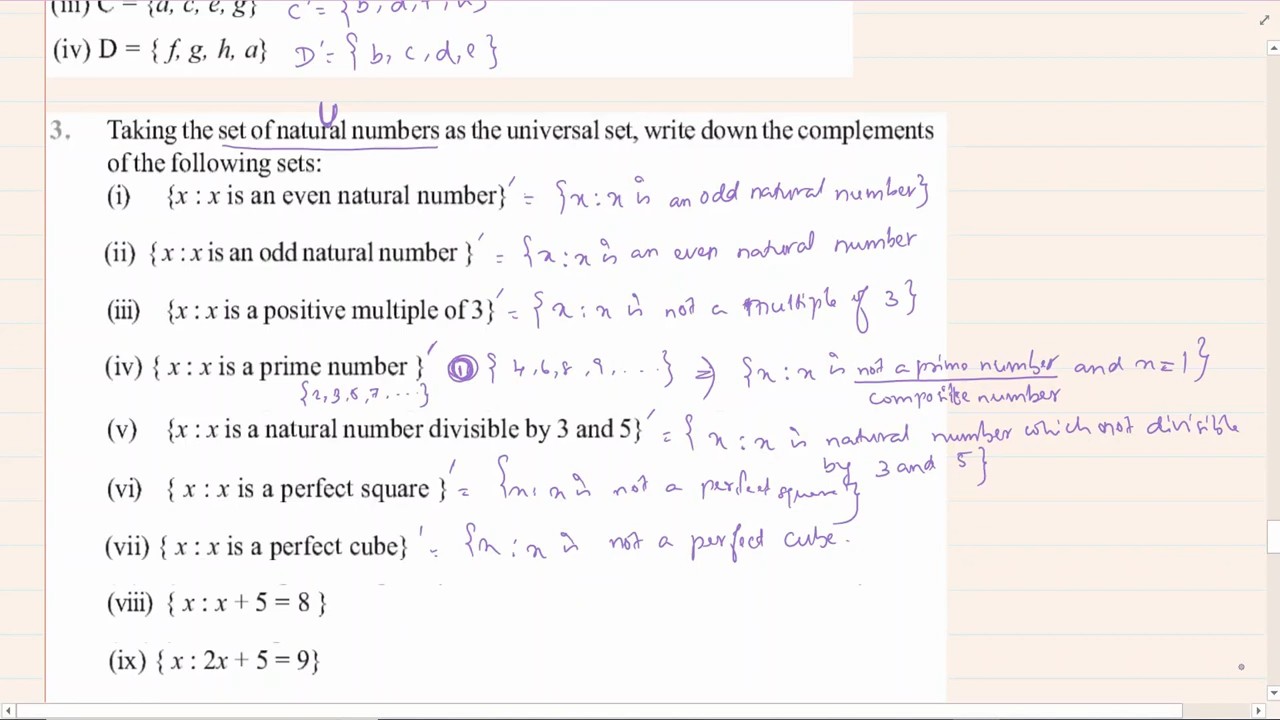 (iii) C = {a, c, e, g} C' = {b, d, f, h}
(iv) D = { f, g, h, a} D' = { b, c, d, e }
U
3. Taking the set of natural numbers as the universal set, write down the complements
of the following sets:
(i) {x : x is an even natural number}' = {x : x is an odd natural number}
(ii) { x : x is an odd natural number }' = {x : x is an even natural number
(iii) {x : x is a positive multiple of 3}' = { x : x is not a multiple of 3 }
(iv) { x : x is a prime number }' ① { 4, 6, 8, 9, .... } ⇒ {x : x is not a prime number and x = 1}
{2, 3, 5, 7 ....} composite number
(v) {x : x is a natural number divisible by 3 and 5}' = { x : x is natural number which not divisible
by 3 and 5 }
(vi) { x : x is a perfect square }' = {x : x is not a perfect square}
(vii) { x : x is a perfect cube}' = {x : x is not a perfect cube.
(viii) { x : x + 5 = 8 }
(ix) { x : 2x + 5 = 9}